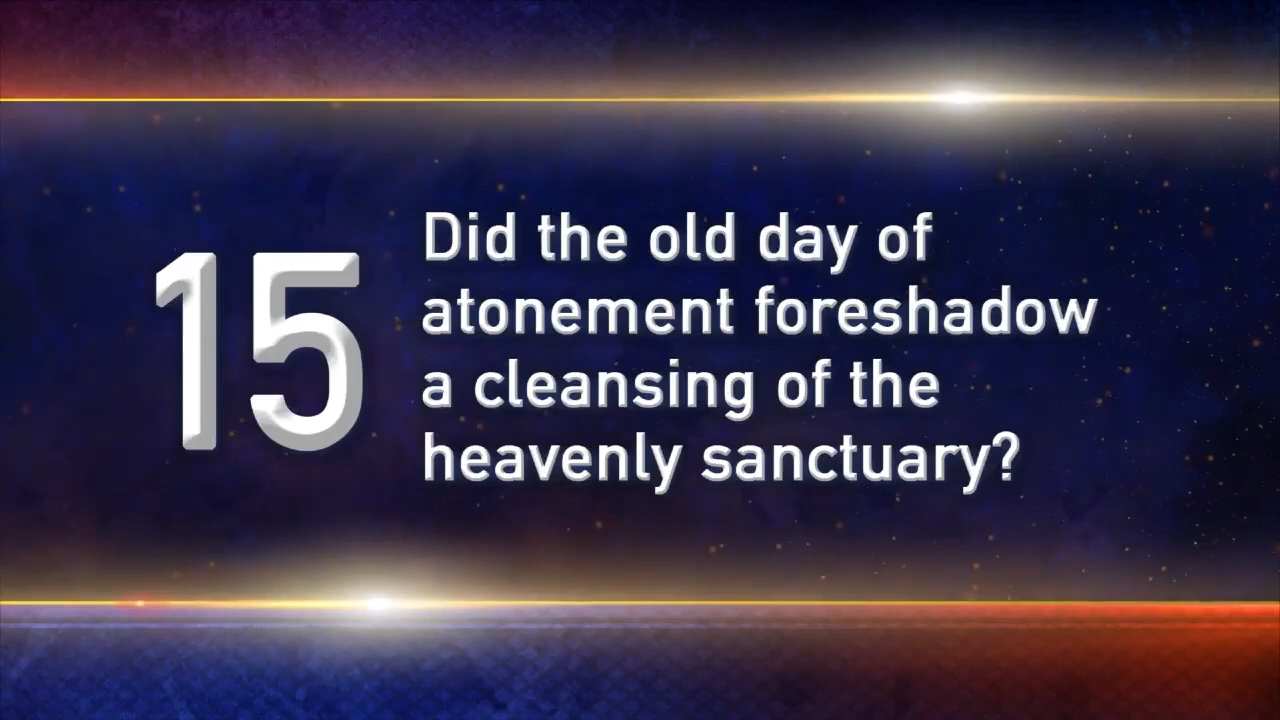 15
Did the old day of
atonement foreshadow
a cleansing of the
heavenly sanctuary?